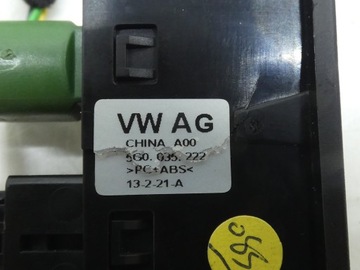 VW AG
CHINA A00
5G0. 035. 222
>PC+ABS<
13-2-21-A